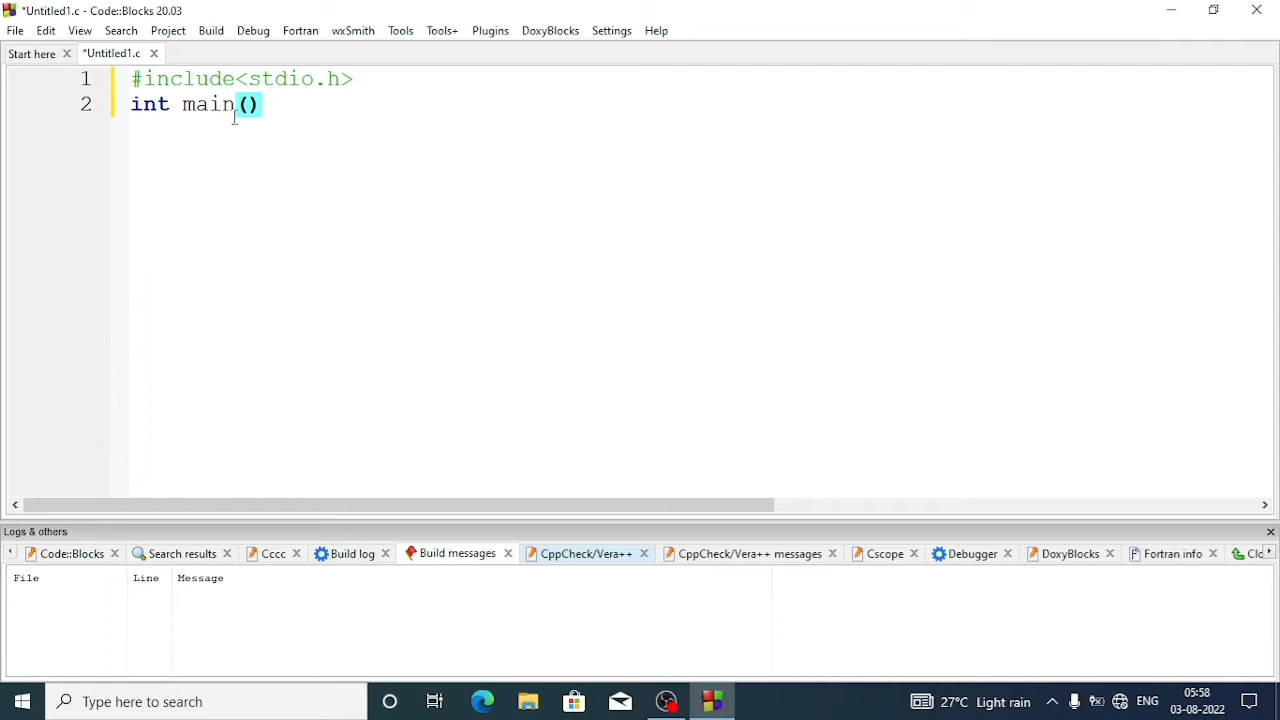 *Untitled1.c - Code::Blocks 20.03
File Edit View Search Project Build Debug Fortran wxSmith Tools Tools+ Plugins DoxyBlocks Settings Help
Start here *Untitled1.c
1 #include<stdio.h>
2 int main()
Logs & others
Code::Blocks Search results Cccc Build log Build messages CppCheck/Vera++ CppCheck/Vera++ messages Cscope Debugger DoxyBlocks Fortran info
File Line Message
Type here to search 27°C Light rain ENG 05:58
03-08-2022